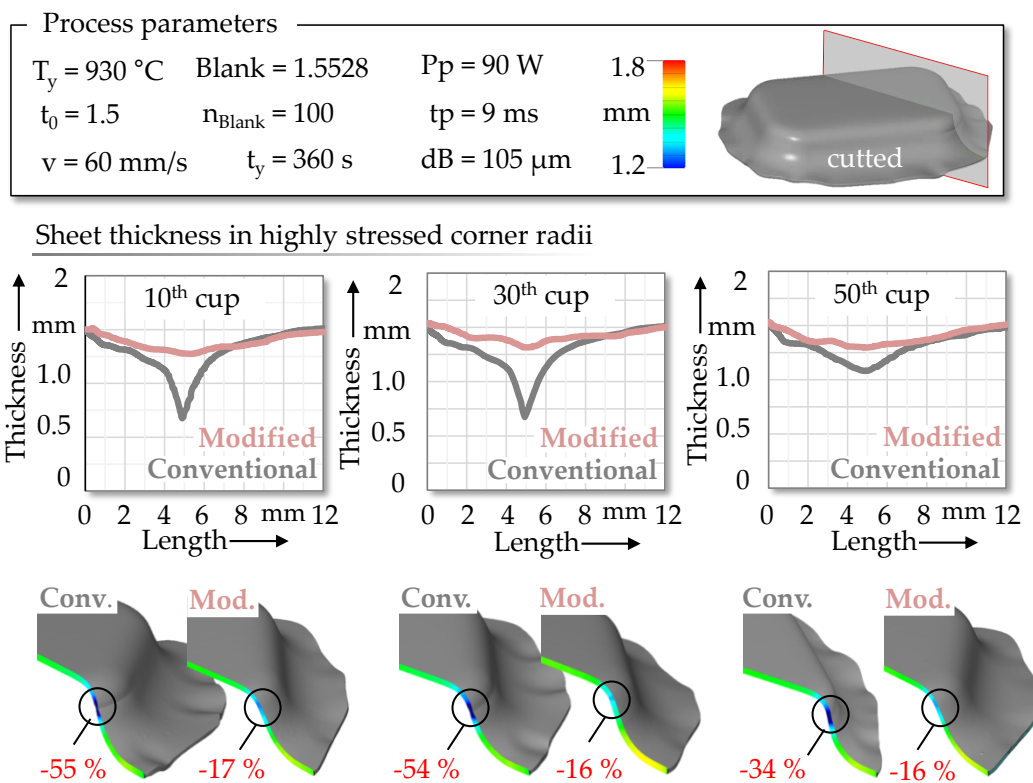 Process parameters
T_y = 930 °C Blank = 1.5528 Pp = 90 W
t_0 = 1.5 n_Blank = 100 tp = 9 ms
v = 60 mm/s t_y = 360 s dB = 105 µm
1.8
mm
1.2
cutted
Sheet thickness in highly stressed corner radii
Thickness
2
mm
1.0
0.5
0
10th cup
Modified
Conventional
0 2 4 6 8 mm 12
Length
Thickness
2
mm
1.0
0.5
0
30th cup
Modified
Conventional
0 2 4 6 8 mm 12
Length
Thickness
2
mm
1.0
0.5
0
50th cup
Modified
Conventional
0 2 4 6 8 mm 12
Length
Conv. Mod.
-55 % -17 %
Conv. Mod.
-54 % -16 %
Conv. Mod.
-34 % -16 %